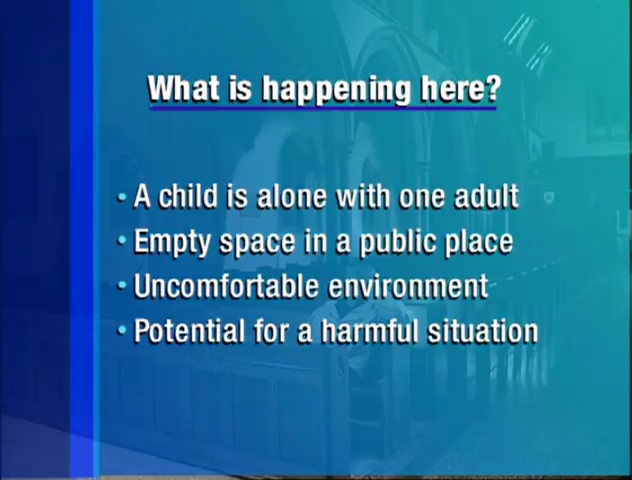 What is happening here?
• A child is alone with one adult
• Empty space in a public place
• Uncomfortable environment
• Potential for a harmful situation